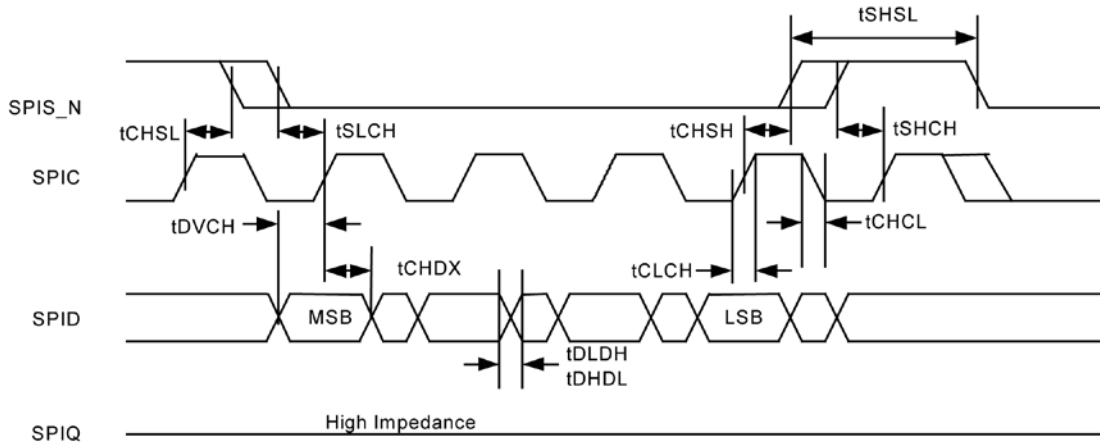 tSHSL
SPIS_N
tCHSL
tSLCH
tCHSH
tSHCH
SPIC
tDVCH
tCHDX
tCLCH
tCHCL
SPID
MSB
LSB
tDLDH
tDHDL
SPIQ
High Impedance